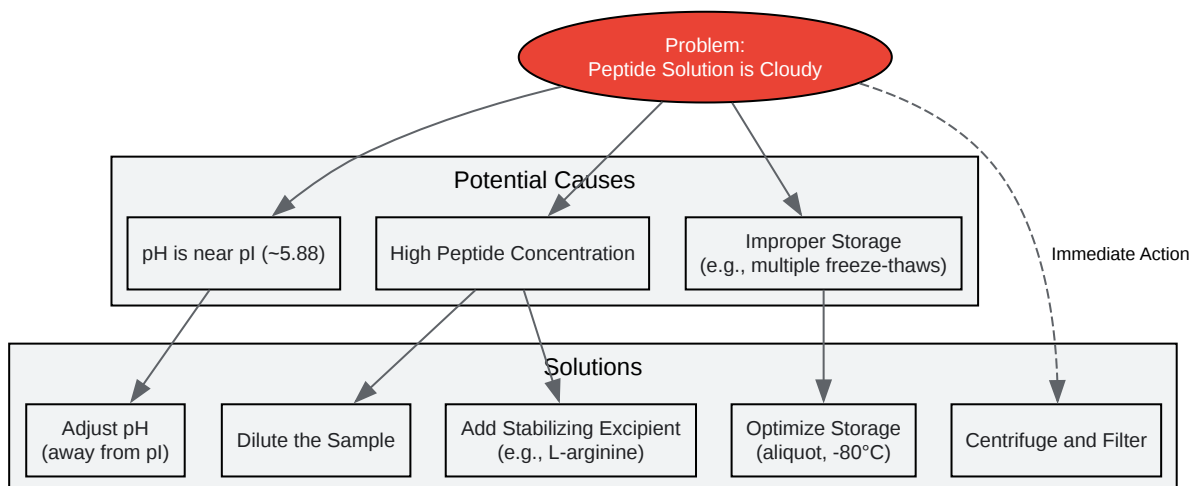 Problem:
Peptide Solution is Cloudy
Potential Causes
pH is near pI (~5.88)
High Peptide Concentration
Improper Storage
(e.g., multiple freeze-thaws)
Immediate Action
Solutions
Adjust pH
(away from pI)
Dilute the Sample
Add Stabilizing Excipient
(e.g., L-arginine)
Optimize Storage
(aliquot, -80°C)
Centrifuge and Filter